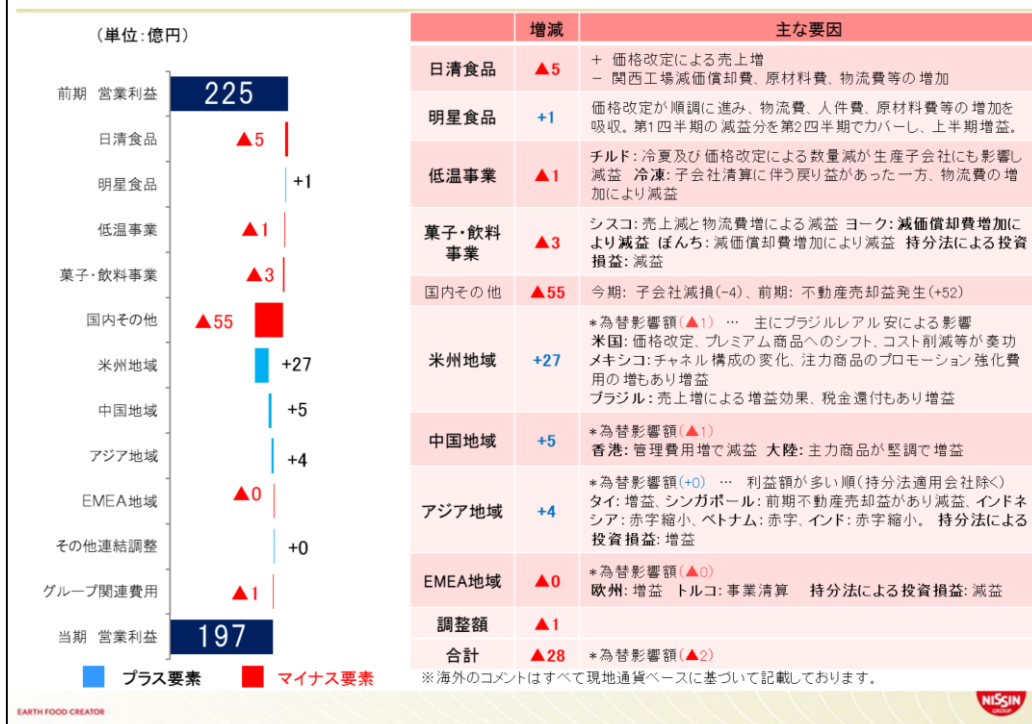 (単位:億円)
前期 営業利益
225
日清食品
▲5
明星食品
+1
低温事業
▲1
菓子・飲料事業
▲3
国内その他
▲55
米州地域
+27
中国地域
+5
アジア地域
+4
EMEA地域
▲0
その他連結調整
+0
グループ関連費用
▲1
当期 営業利益
197
プラス要素
マイナス要素
増減
主な要因
日清食品
▲5
+ 価格改定による売上増
− 関西工場減価償却費、原材料費、物流費等の増加
明星食品
+1
価格改定が順調に進み、物流費、人件費、原材料費等の増加を
吸収。第1四半期の減益分を第2四半期でカバーし、上半期増益。
低温事業
▲1
チルド:冷夏及び価格改定による数量減が生産子会社にも影響し
減益 冷凍:子会社清算に伴う戻り益があった一方、物流費の増
加により減益
菓子・飲料
事業
▲3
シスコ:売上減と物流費増による減益 ヨーク:減価償却費増加に
より減益 ぼんち:減価償却費増加により減益 持分法による投資
損益:減益
国内その他
▲55
今期: 子会社減損(-4)、前期: 不動産売却益発生(+52)
米州地域
+27
*為替影響額(▲1) … 主にブラジルレアル安による影響
米国:価格改定、プレミアム商品へのシフト、コスト削減等が奏功
メキシコ:チャネル構成の変化、注力商品のプロモーション強化費
用の増もあり増益
ブラジル:売上増による増益効果、税金還付もあり増益
中国地域
+5
*為替影響額(▲1)
香港:管理費用増で減益 大陸:主力商品が堅調で増益
アジア地域
+4
*為替影響額(+0) … 利益額が多い順(持分法適用会社除く)
タイ:増益、シンガポール:前期不動産売却益があり減益、インドネ
シア:赤字縮小、ベトナム:赤字、インド:赤字縮小。 持分法による
投資損益:増益
EMEA地域
▲0
*為替影響額(▲0)
欧州:増益 トルコ:事業清算 持分法による投資損益:減益
調整額
▲1
合計
▲28
*為替影響額(▲2)
※海外のコメントはすべて現地通貨ベースに基づいて記載しております。
EARTH FOOD CREATOR
NISSIN
GROUP